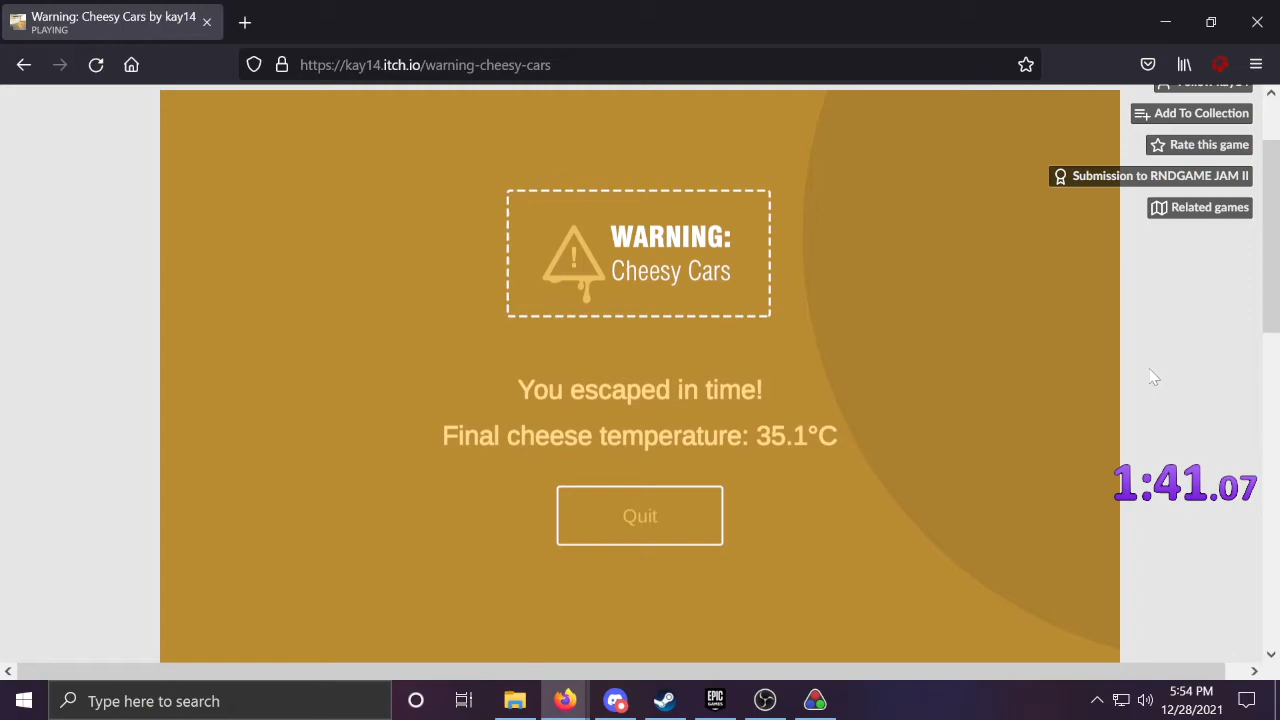 Warning: Cheesy Cars by kay14
PLAYING
https://kay14.itch.io/warning-cheesy-cars
Add To Collection
Rate this game
Submission to RNDGAME JAM II
Related games
WARNING:
Cheesy Cars
You escaped in time!
Final cheese temperature: 35.1°C
Quit
1:41.07
Type here to search
EPIC
GAMES
5:54 PM
12/28/2021